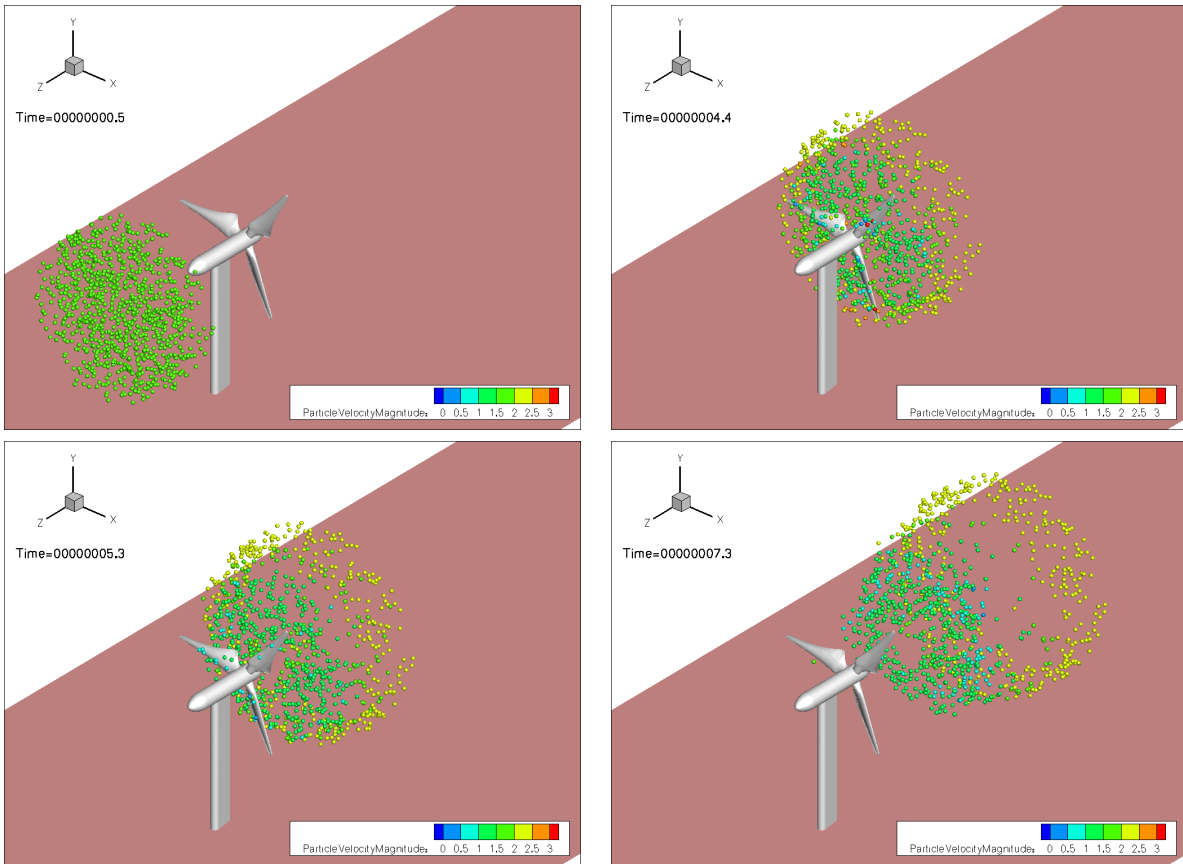 Y
Z
X
Time=00000000.5
ParticleVelocityMagnitude: 0 0.5 1 1.5 2 2.5 3
Y
Z
X
Time=00000004.4
ParticleVelocityMagnitude: 0 0.5 1 1.5 2 2.5 3
Y
Z
X
Time=00000005.3
ParticleVelocityMagnitude: 0 0.5 1 1.5 2 2.5 3
Y
Z
X
Time=00000007.3
ParticleVelocityMagnitude: 0 0.5 1 1.5 2 2.5 3